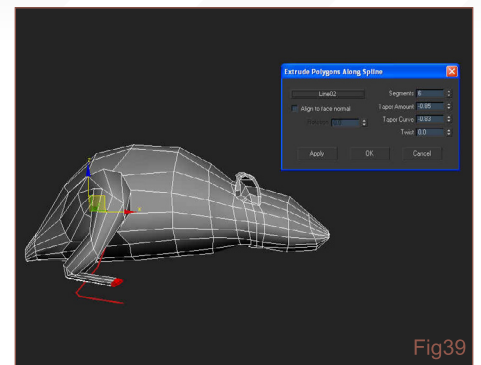 Extrude Polygons Along Spline
Line02
Segments: 6
Align to face normal
Taper Amount: -0.85
Taper Curve: -0.83
Twist: 0.0
Apply
OK
Cancel
x
Fig39